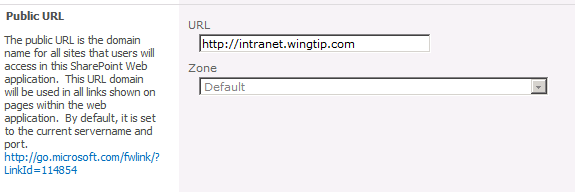 Public URL
The public URL is the domain
name for all sites that users will
access in this SharePoint Web
application.  This URL domain
will be used in all links shown on
pages within the web
application.  By default, it is set
to the current servername and
port.
http://go.microsoft.com/fwlink/?
LinkId=114854
URL
http://intranet.wingtip.com
Zone
Default